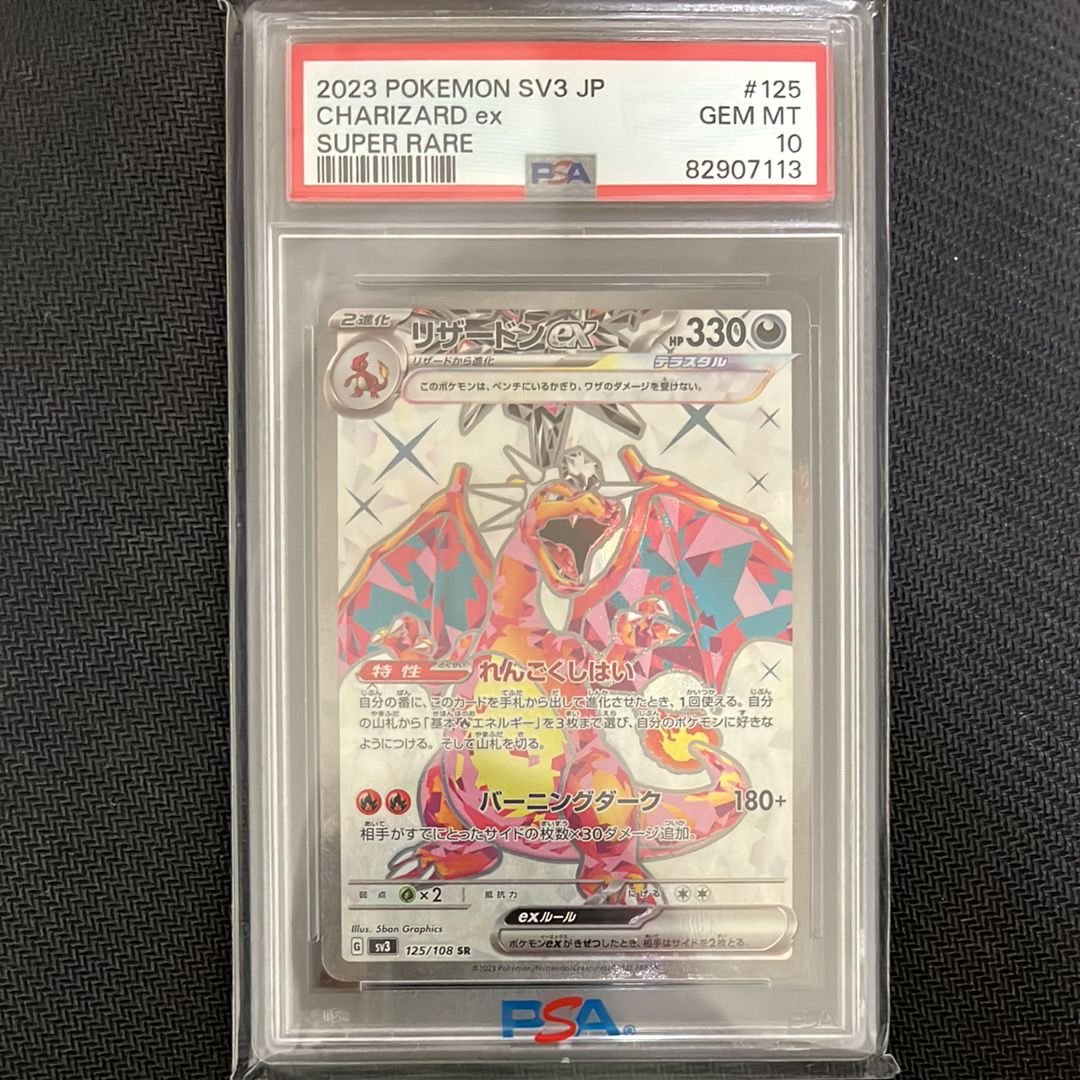 2023 POKEMON SV3 JP #125
CHARIZARD ex GEM MT
SUPER RARE 10
PSA 82907113
2進化 リザードンex HP 330
リザードから進化 テラスタル
このポケモンは、ベンチにいるかぎり、ワザのダメージを受けない。
特性 れんごくしはい
自分の番に、このカードを手札から出して進化させたとき、1回使える。自分
の山札から「基本エネルギー」を3枚まで選び、自分のポケモンに好きな
ようにつける。そして山札を切る。
バーニングダーク 180+
相手がすでにとったサイドの枚数×30ダメージ追加。
弱点 ×2 抵抗力 にげる
exルール
ポケモンexがきぜつしたとき、相手はサイドを2枚とる。
Illus. 5ban Graphics
G sv3 125/108 SR
©2023 Pokémon/Nintendo/Creatures/GAME FREAK
PSA®
PSA